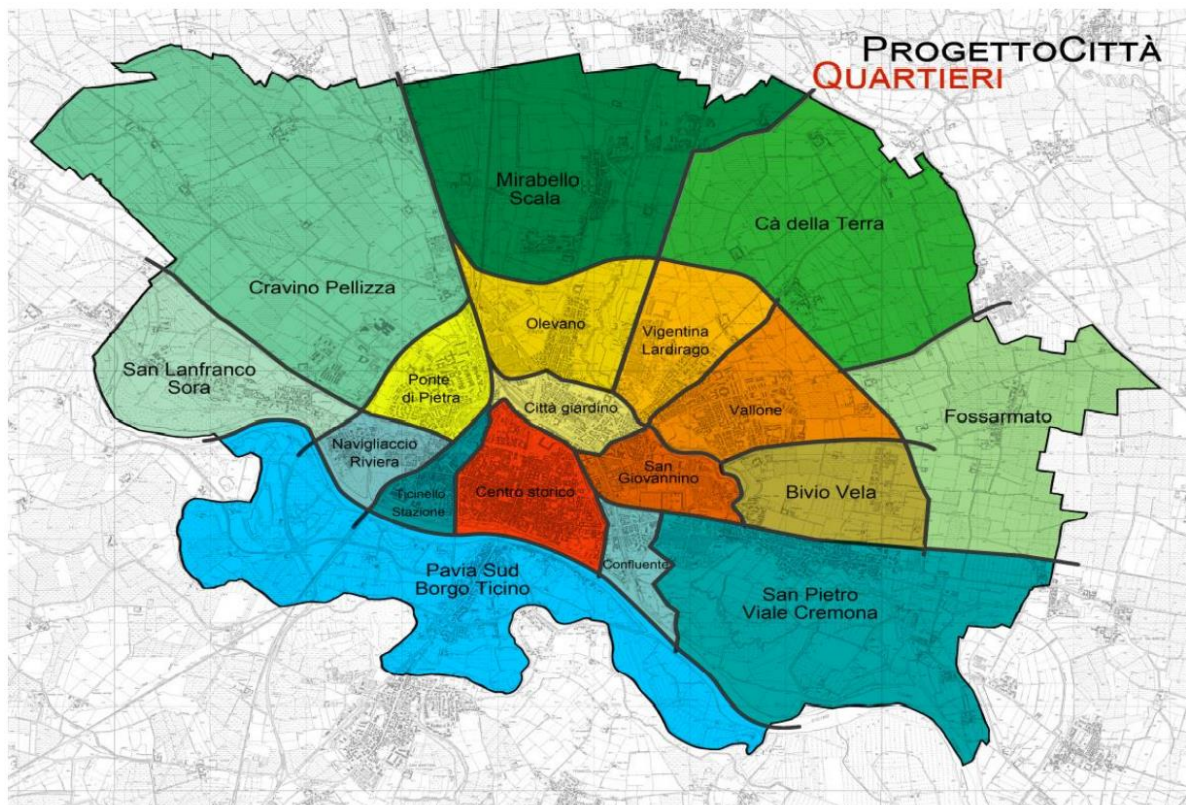 PROGETTOCITTÀ
QUARTIERI
Mirabello
Scala
Cà della Terra
Cravino Pellizza
Olevano
Vigentina
Lardirago
San Lanfranco
Sora
Ponte
di Pietra
Città giardino
Vallone
Fossarmato
Navigliaccio
Riviera
San
Giovannino
Ticinello
Stazione
Centro storico
Bivio Vela
Confluente
Pavia Sud
Borgo Ticino
San Pietro
Viale Cremona